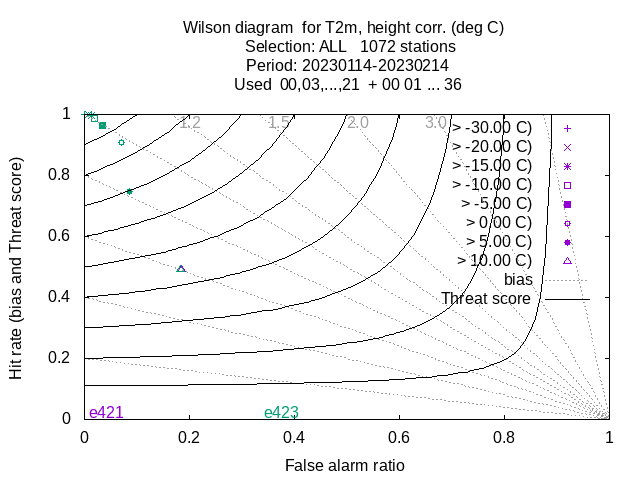 Wilson diagram  for T2m, height corr. (deg C)
Selection: ALL   1072 stations
Period: 20230114-20230214
Used  00,03,...,21  + 00 01 ... 36
1.2 1.5 2.0 3.0
> -30.00 C)
> -20.00 C)
> -15.00 C)
> -10.00 C)
> -5.00 C)
> 0.00 C)
> 5.00 C)
> 10.00 C)
bias
Threat score
1
0.8
0.6
0.4
0.2
0
Hit rate (bias and Threat score)
e421 e423
0 0.2 0.4 0.6 0.8 1
False alarm ratio